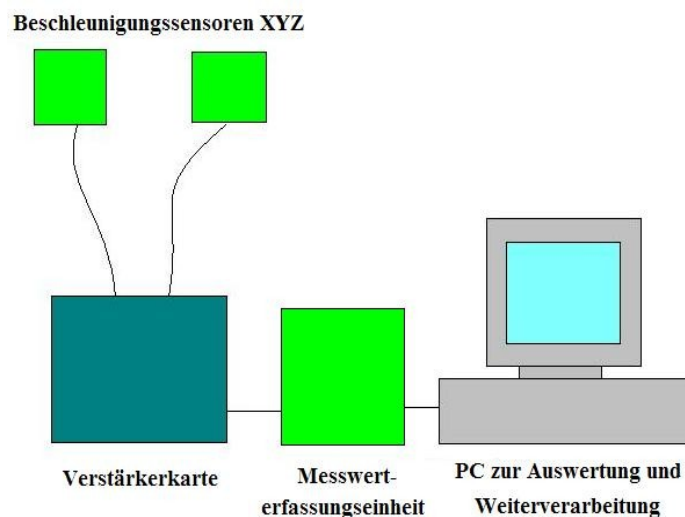 Beschleunigungssensoren XYZ
Verstärkerkarte
Messwert-
erfassungseinheit
PC zur Auswertung und
Weiterverarbeitung